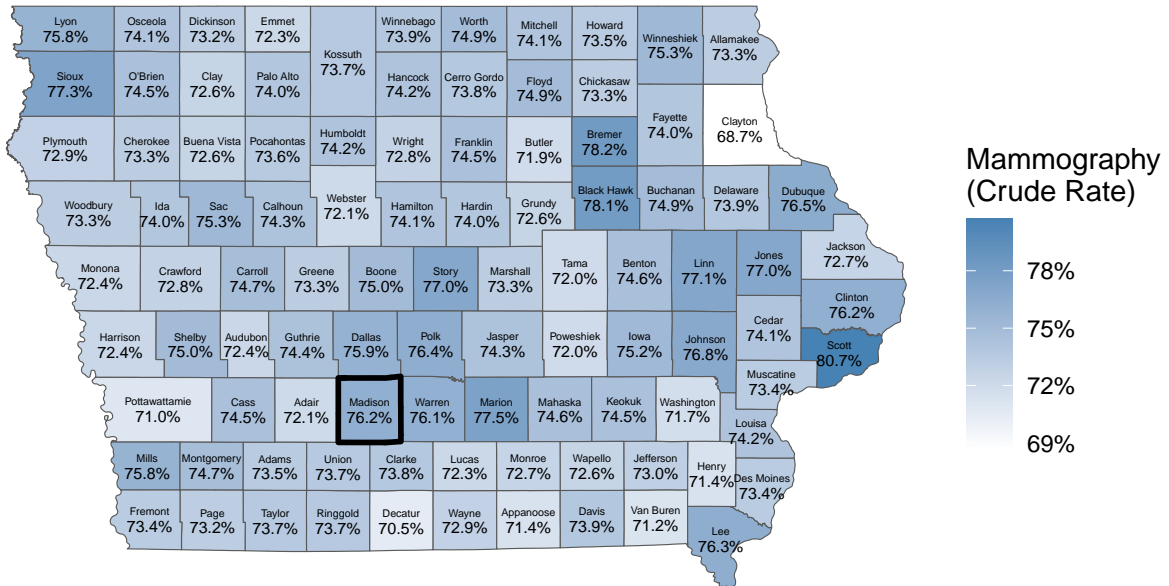 Lyon
75.8%
Osceola
74.1%
Dickinson
73.2%
Emmet
72.3%
Kossuth
73.7%
Winnebago
73.9%
Worth
74.9%
Mitchell
74.1%
Howard
73.5%
Winneshiek
75.3%
Allamakee
73.3%
Sioux
77.3%
O'Brien
74.5%
Clay
72.6%
Palo Alto
74.0%
Hancock
74.2%
Cerro Gordo
73.8%
Floyd
74.9%
Chickasaw
73.3%
Fayette
74.0%
Clayton
68.7%
Plymouth
72.9%
Cherokee
73.3%
Buena Vista
72.6%
Pocahontas
73.6%
Humboldt
74.2%
Wright
72.8%
Franklin
74.5%
Butler
71.9%
Bremer
78.2%
Woodbury
73.3%
Ida
74.0%
Sac
75.3%
Calhoun
74.3%
Webster
72.1%
Hamilton
74.1%
Hardin
74.0%
Grundy
72.6%
Black Hawk
78.1%
Buchanan
74.9%
Delaware
73.9%
Dubuque
76.5%
Monona
72.4%
Crawford
72.8%
Carroll
74.7%
Greene
73.3%
Boone
75.0%
Story
77.0%
Marshall
73.3%
Tama
72.0%
Benton
74.6%
Linn
77.1%
Jones
77.0%
Jackson
72.7%
Clinton
76.2%
Harrison
72.4%
Shelby
75.0%
Audubon
72.4%
Guthrie
74.4%
Dallas
75.9%
Polk
76.4%
Jasper
74.3%
Poweshiek
72.0%
Iowa
75.2%
Johnson
76.8%
Cedar
74.1%
Scott
80.7%
Muscatine
73.4%
Pottawattamie
71.0%
Cass
74.5%
Adair
72.1%
Madison
76.2%
Warren
76.1%
Marion
77.5%
Mahaska
74.6%
Keokuk
74.5%
Washington
71.7%
Louisa
74.2%
Mills
75.8%
Montgomery
74.7%
Adams
73.5%
Union
73.7%
Clarke
73.8%
Lucas
72.3%
Monroe
72.7%
Wapello
72.6%
Jefferson
73.0%
Henry
71.4%
Des Moines
73.4%
Fremont
73.4%
Page
73.2%
Taylor
73.7%
Ringgold
73.7%
Decatur
70.5%
Wayne
72.9%
Appanoose
71.4%
Davis
73.9%
Van Buren
71.2%
Lee
76.3%
Mammography
(Crude Rate)
78%
75%
72%
69%